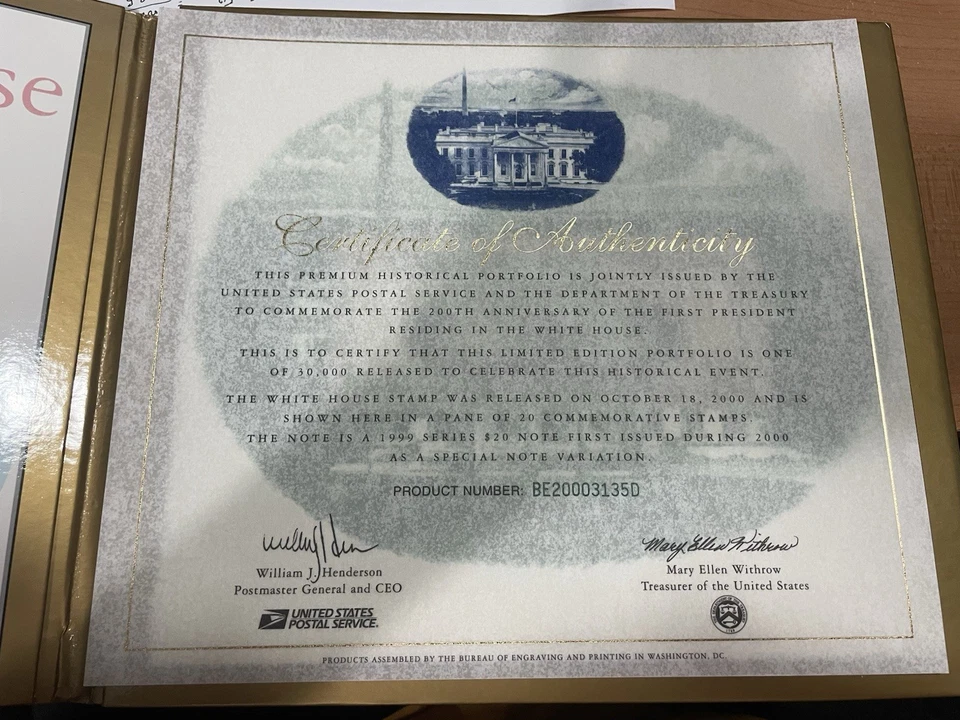 se
Certificate of Authenticity
THIS PREMIUM HISTORICAL PORTFOLIO IS JOINTLY ISSUED BY THE
UNITED STATES POSTAL SERVICE AND THE DEPARTMENT OF THE TREASURY
TO COMMEMORATE THE 200TH ANNIVERSARY OF THE FIRST PRESIDENT
RESIDING IN THE WHITE HOUSE.
THIS IS TO CERTIFY THAT THIS LIMITED EDITION PORTFOLIO IS ONE
OF 30,000 RELEASED TO CELEBRATE THIS HISTORICAL EVENT.
THE WHITE HOUSE STAMP WAS RELEASED ON OCTOBER 18, 2000 AND IS
SHOWN HERE IN A PANE OF 20 COMMEMORATIVE STAMPS.
THE NOTE IS A 1999 SERIES $20 NOTE FIRST ISSUED DURING 2000
AS A SPECIAL NOTE VARIATION.
PRODUCT NUMBER: BE20003135D
Mary Ellen Withrow
William J. Henderson
Postmaster General and CEO
UNITED STATES
POSTAL SERVICE.
Mary Ellen Withrow
Treasurer of the United States
PRODUCTS ASSEMBLED BY THE BUREAU OF ENGRAVING AND PRINTING IN WASHINGTON, DC.